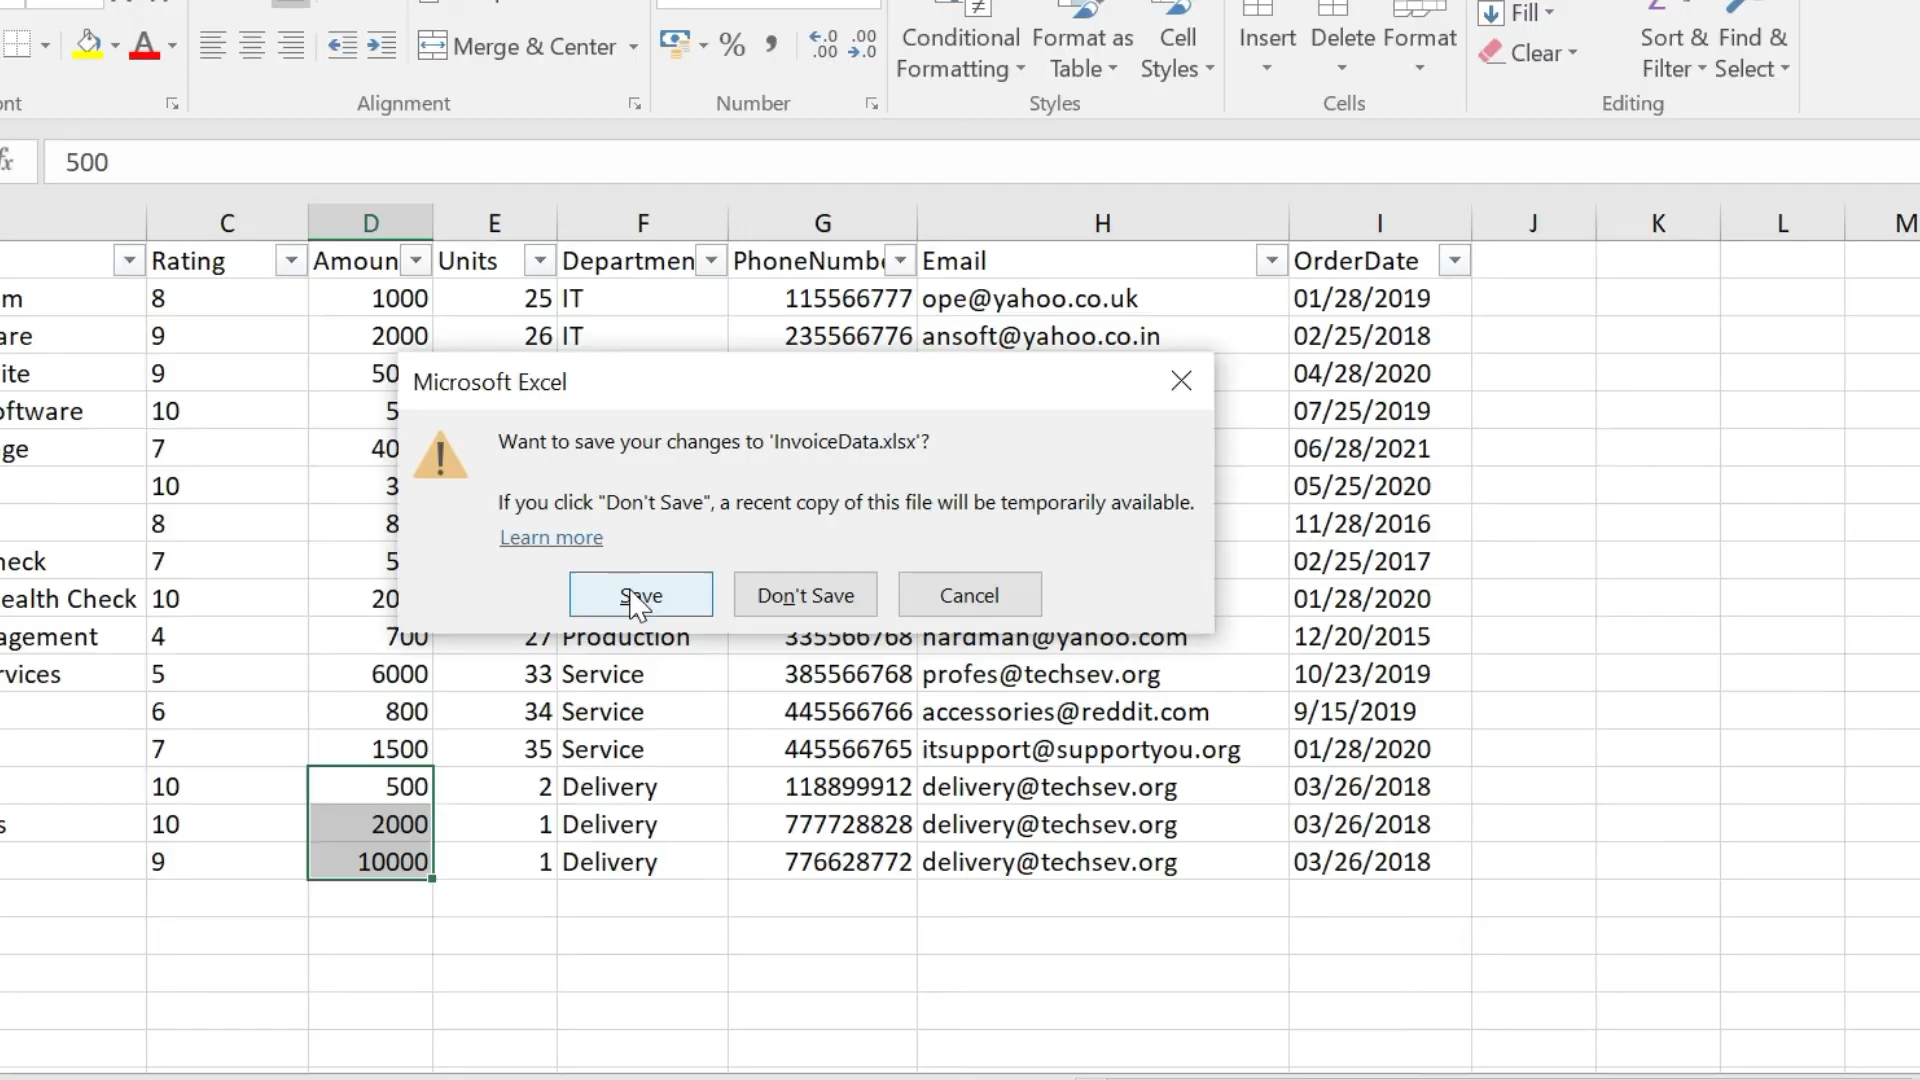 Merge & Center
%
Conditional Formatting
Format as Table
Cell Styles
Insert
Delete
Format
Fill
Clear
Sort & Filter
Find & Select
Alignment
Number
Styles
Cells
Editing
fx 500
C D E F G H I J K L M
Rating Amoun Units Departmen PhoneNumb Email OrderDate
m 8 1000 25 IT 115566777 ope@yahoo.co.uk 01/28/2019
are 9 2000 26 IT 235566776 ansoft@yahoo.co.in 02/25/2018
ite 9 50 04/28/2020
oftware 10 5 07/25/2019
ge 7 40 06/28/2021
10 3 05/25/2020
8 8 11/28/2016
heck 7 5 02/25/2017
ealth Check 10 20 01/28/2020
agement 4 700 27 Production 335566768 hardman@yahoo.com 12/20/2015
rvices 5 6000 33 Service 385566768 profes@techsev.org 10/23/2019
6 800 34 Service 445566766 accessories@reddit.com 9/15/2019
7 1500 35 Service 445566765 itsupport@supportyou.org 01/28/2020
10 500 2 Delivery 118899912 delivery@techsev.org 03/26/2018
s 10 2000 1 Delivery 777728828 delivery@techsev.org 03/26/2018
9 10000 1 Delivery 776628772 delivery@techsev.org 03/26/2018
Microsoft Excel
Want to save your changes to 'InvoiceData.xlsx'?
If you click "Don't Save", a recent copy of this file will be temporarily available.
Learn more
Save
Don't Save
Cancel